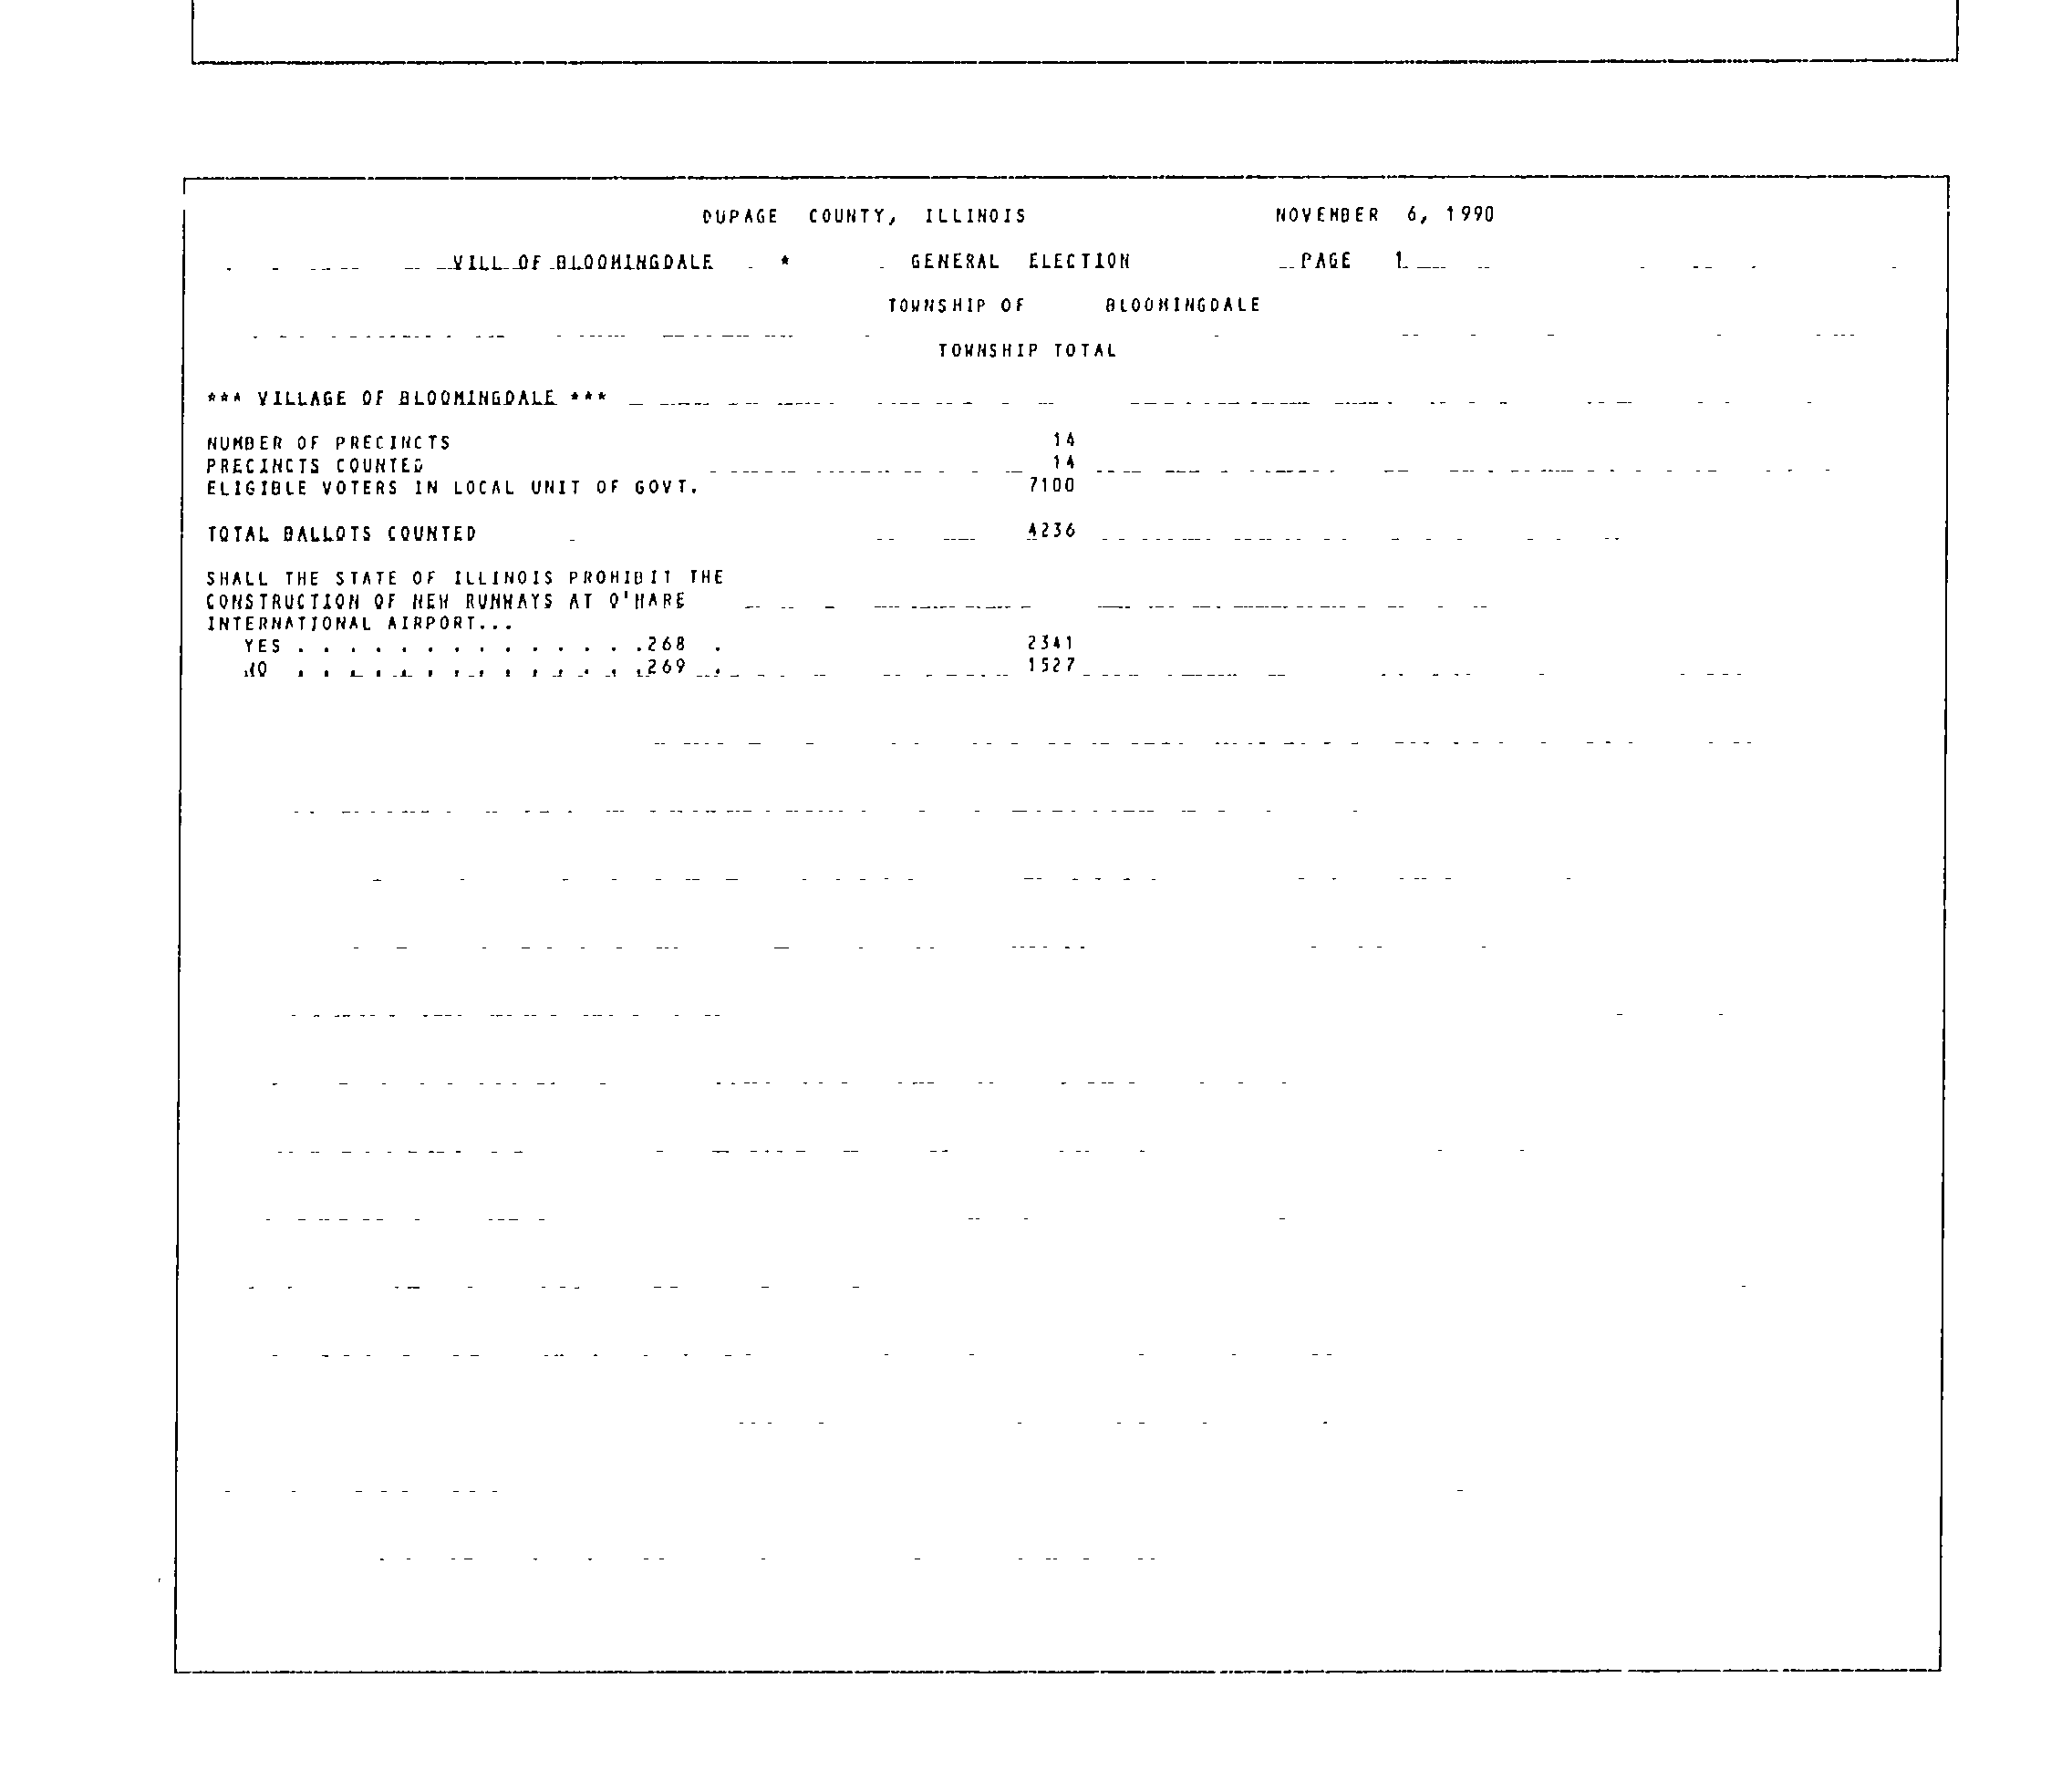 DUPAGE COUNTY, ILLINOIS NOVEMBER 6, 1990
VILL OF BLOOMINGDALE * GENERAL ELECTION PAGE 1
TOWNSHIP OF BLOOMINGDALE
TOWNSHIP TOTAL
*** VILLAGE OF BLOOMINGDALE ***
NUMBER OF PRECINCTS 14
PRECINCTS COUNTED 14
ELIGIBLE VOTERS IN LOCAL UNIT OF GOVT. 7100
TOTAL BALLOTS COUNTED 4236
SHALL THE STATE OF ILLINOIS PROHIBIT THE
CONSTRUCTION OF NEW RUNWAYS AT O'HARE
INTERNATIONAL AIRPORT...
YES . . . . . . . . . . . . . .268 . 2341
NO . . . . . . . . . . . . . .269 . 1527